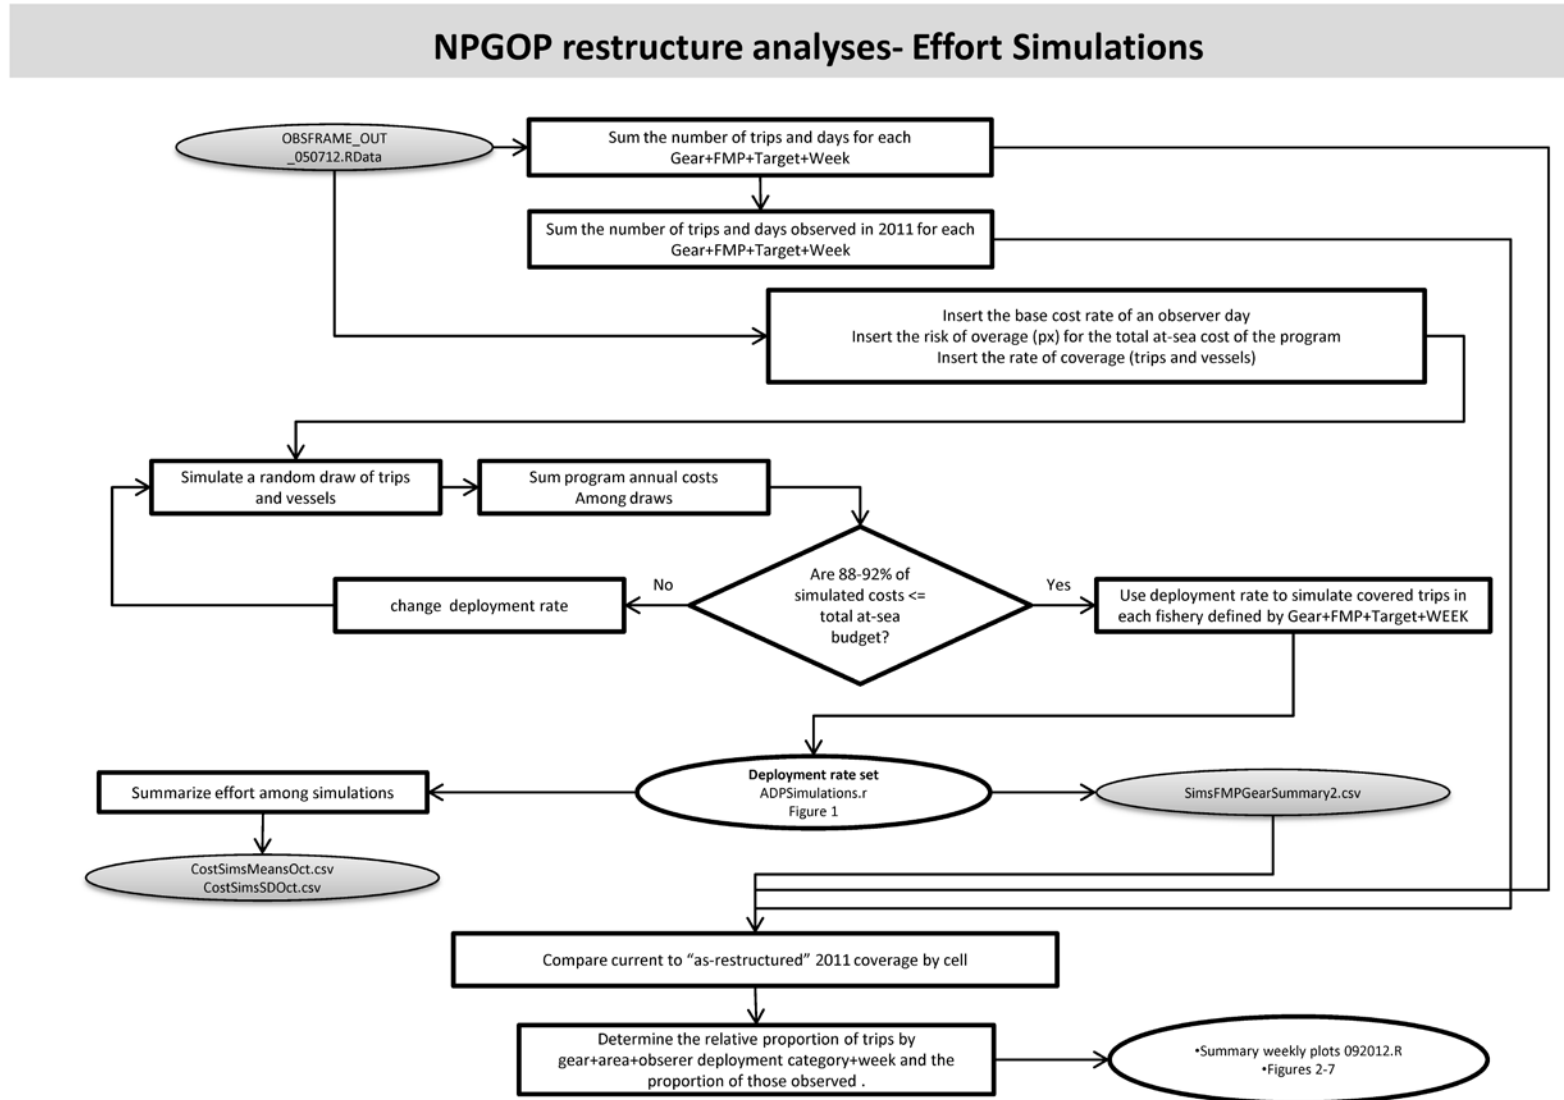 NPGOP restructure analyses- Effort Simulations
OBSFRAME_OUT
_050712.RData
Sum the number of trips and days for each
Gear+FMP+Target+Week
Sum the number of trips and days observed in 2011 for each
Gear+FMP+Target+Week
Insert the base cost rate of an observer day
Insert the risk of overage (px) for the total at-sea cost of the program
Insert the rate of coverage (trips and vessels)
Simulate a random draw of trips
and vessels
Sum program annual costs
Among draws
Are 88-92% of
simulated costs <=
total at-sea
budget?
No
change deployment rate
Yes
Use deployment rate to simulate covered trips in
each fishery defined by Gear+FMP+Target+WEEK
Deployment rate set
ADPSimulations.r
Figure 1
Summarize effort among simulations
SimsFMPGearSummary2.csv
CostSimsMeansOct.csv
CostSimsSDOct.csv
Compare current to “as-restructured” 2011 coverage by cell
Determine the relative proportion of trips by
gear+area+obserer deployment category+week and the
proportion of those observed .
•Summary weekly plots 092012.R
•Figures 2-7